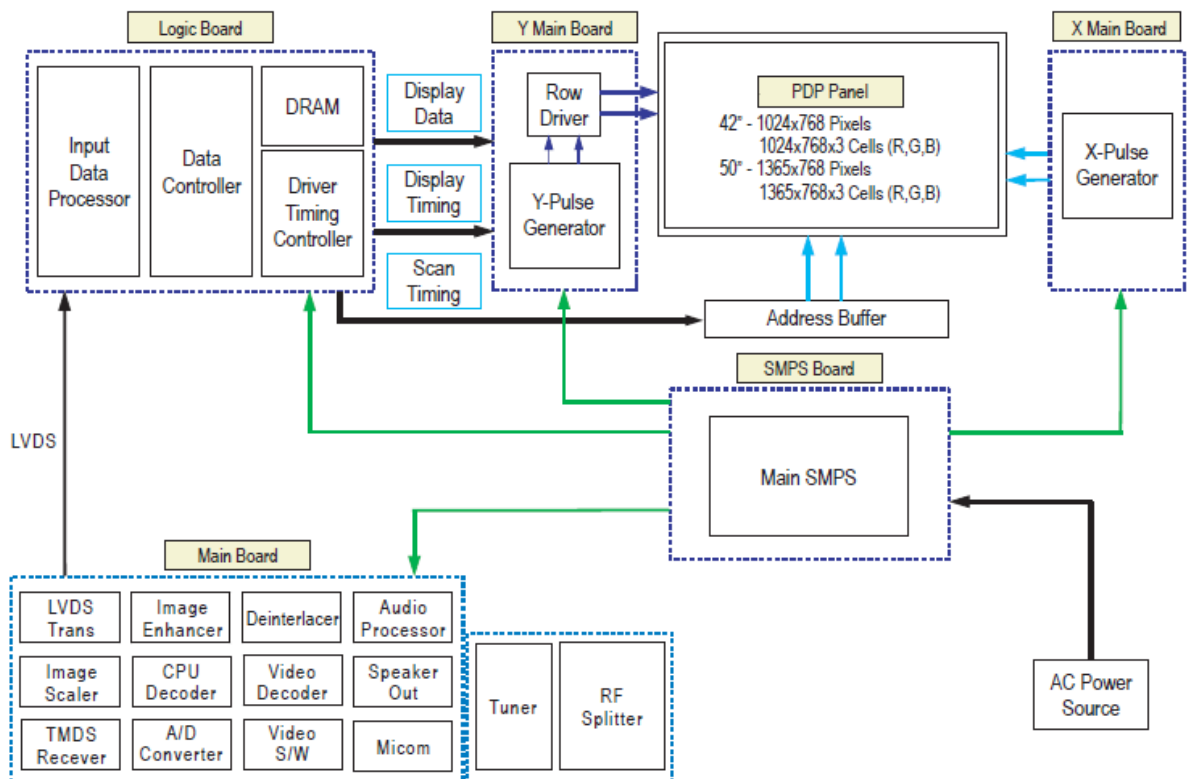 Logic Board
Input
Data
Processor
Data
Controller
DRAM
Driver
Timing
Controller
Display
Data
Display
Timing
Scan
Timing
Y Main Board
Row
Driver
Y-Pulse
Generator
PDP Panel
42" - 1024x768 Pixels
1024x768x3 Cells (R,G,B)
50" - 1365x768 Pixels
1365x768x3 Cells (R,G,B)
X Main Board
X-Pulse
Generator
Address Buffer
SMPS Board
Main SMPS
LVDS
Main Board
LVDS
Trans
Image
Enhancer
Deinterlacer
Audio
Processor
Image
Scaler
CPU
Decoder
Video
Decoder
Speaker
Out
TMDS
Recever
A/D
Converter
Video
S/W
Micom
Tuner
RF
Splitter
AC Power
Source